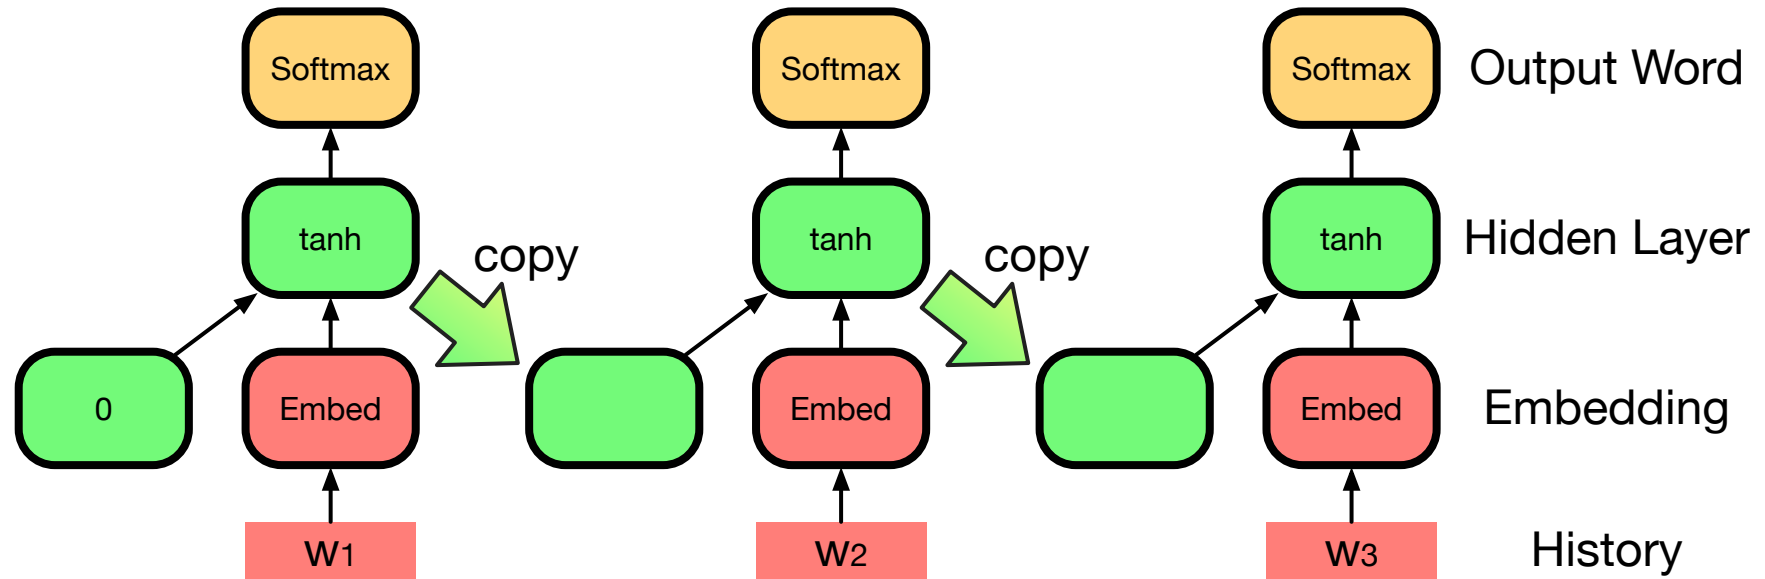 Softmax Softmax Softmax Output Word
tanh tanh tanh Hidden Layer
copy copy
0 Embed Embed Embed Embedding
w1 w2 w3 History